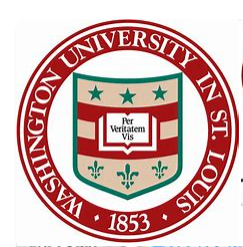 WASHINGTON UNIVERSITY IN ST. LOUIS
Per
Veritatem
Vis
· 1853 ·